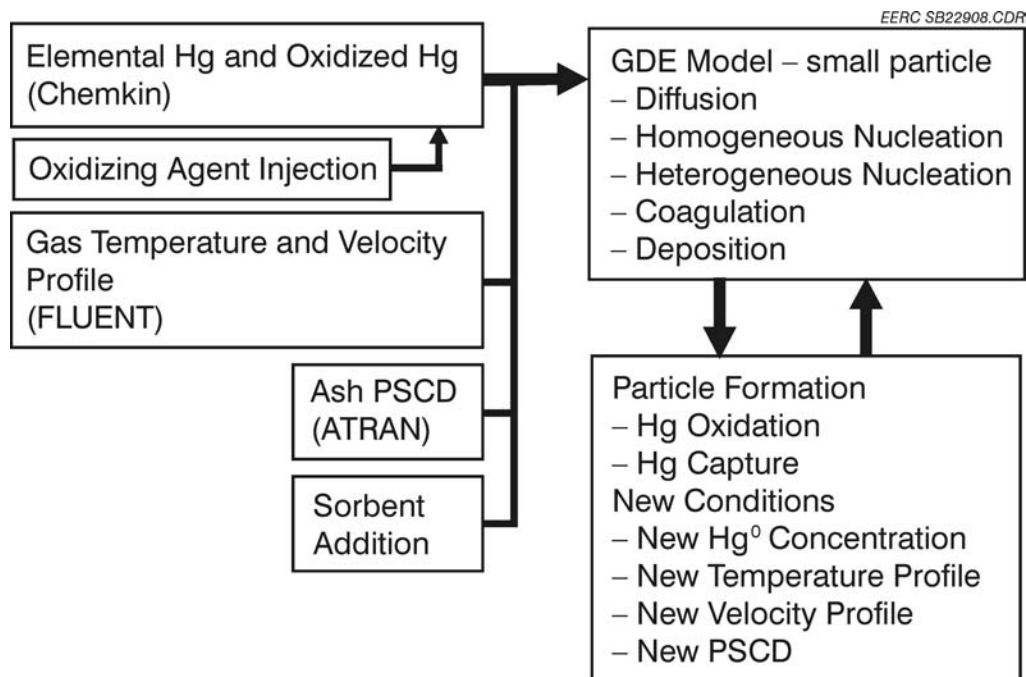 EERC SB22908.CDR
Elemental Hg and Oxidized Hg
(Chemkin)
Oxidizing Agent Injection
Gas Temperature and Velocity
Profile
(FLUENT)
Ash PSCD
(ATRAN)
Sorbent
Addition
GDE Model – small particle
– Diffusion
– Homogeneous Nucleation
– Heterogeneous Nucleation
– Coagulation
– Deposition
Particle Formation
– Hg Oxidation
– Hg Capture
New Conditions
– New Hg⁰ Concentration
– New Temperature Profile
– New Velocity Profile
– New PSCD